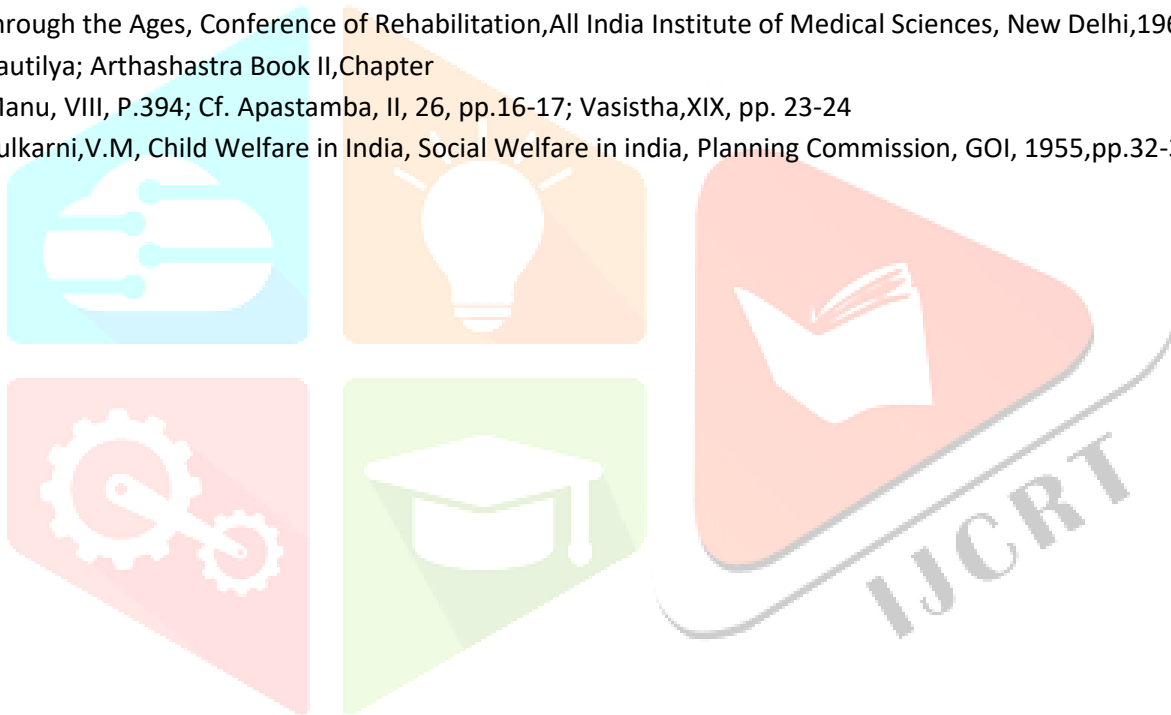 hrough the Ages, Conference of Rehabilitation,All India Institute of Medical Sciences, New Delhi,196
autilya; Arthashastra Book II,Chapter
anu, VIII, P.394; Cf. Apastamba, II, 26, pp.16-17; Vasistha,XIX, pp. 23-24
ulkarni,V.M, Child Welfare in India, Social Welfare in india, Planning Commission, GOI, 1955,pp.32-
IJCRT